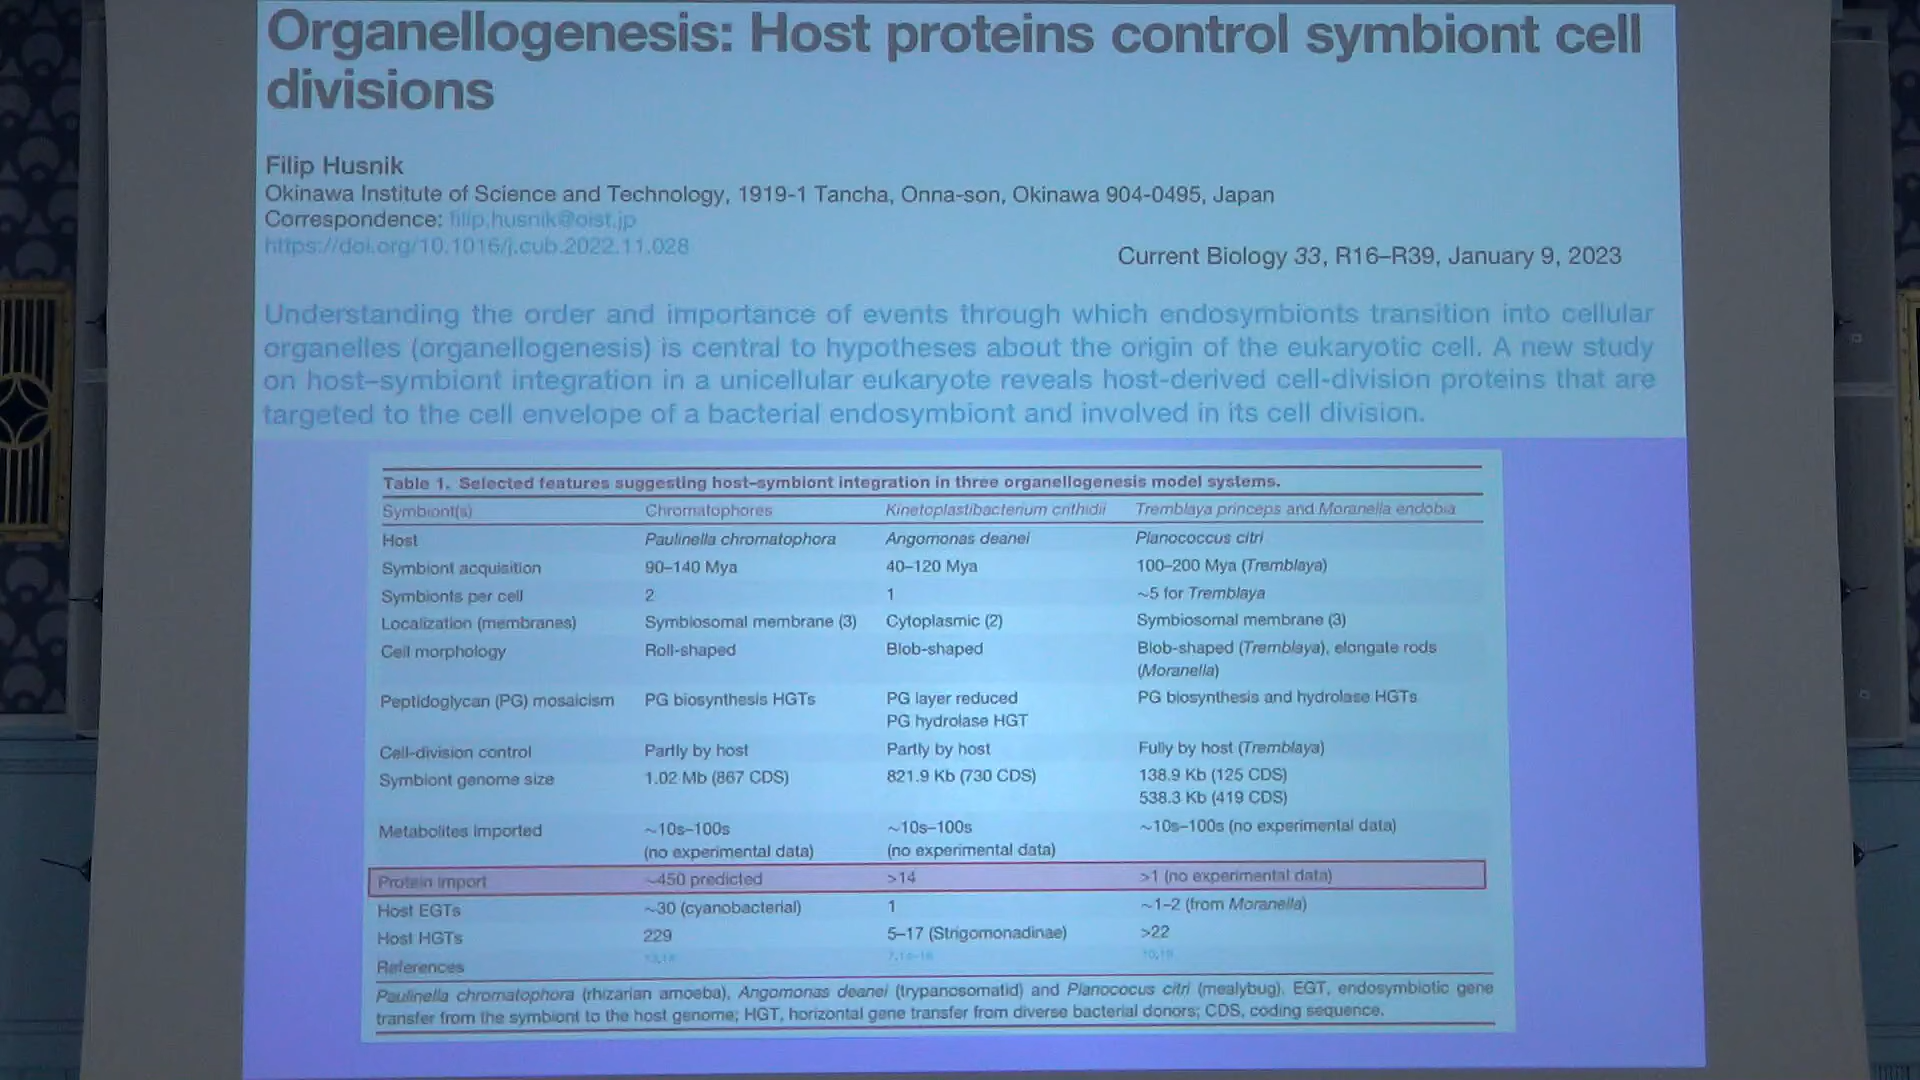 Organellogenesis: Host proteins control symbiont cell
divisions
Filip Husnik
Okinawa Institute of Science and Technology, 1919-1 Tancha, Onna-son, Okinawa 904-0495, Japan
Correspondence: filip.husnik@oist.jp
https://doi.org/10.1016/j.cub.2022.11.028
Current Biology 33, R16–R39, January 9, 2023
Understanding the order and importance of events through which endosymbionts transition into cellular
organelles (organellogenesis) is central to hypotheses about the origin of the eukaryotic cell. A new study
on host–symbiont integration in a unicellular eukaryote reveals host-derived cell-division proteins that are
targeted to the cell envelope of a bacterial endosymbiont and involved in its cell division.
Table 1. Selected features suggesting host–symbiont integration in three organellogenesis model systems.
Symbiont(s) Chromatophores Kinetoplastibacterium crithidii Tremblaya princeps and Moranella endobia
Host Paulinella chromatophora Angomonas deanei Planococcus citri
Symbiont acquisition 90–140 Mya 40–120 Mya 100–200 Mya (Tremblaya)
Symbionts per cell 2 1 ~5 for Tremblaya
Localization (membranes) Symbiosomal membrane (3) Cytoplasmic (2) Symbiosomal membrane (3)
Cell morphology Roll-shaped Blob-shaped Blob-shaped (Tremblaya), elongate rods
(Moranella)
Peptidoglycan (PG) mosaicism PG biosynthesis HGTs PG layer reduced PG biosynthesis and hydrolase HGTs
PG hydrolase HGT
Cell-division control Partly by host Partly by host Fully by host (Tremblaya)
Symbiont genome size 1.02 Mb (867 CDS) 821.9 Kb (730 CDS) 138.9 Kb (125 CDS)
538.3 Kb (419 CDS)
Metabolites imported ~10s–100s ~10s–100s ~10s–100s (no experimental data)
(no experimental data) (no experimental data)
Protein import ~450 predicted >14 >1 (no experimental data)
Host EGTs ~30 (cyanobacterial) 1 ~1–2 (from Moranella)
Host HGTs 229 5–17 (Strigomonadinae) >22
References
Paulinella chromatophora (rhizarian amoeba), Angomonas deanei (trypanosomatid) and Planococcus citri (mealybug). EGT, endosymbiotic gene
transfer from the symbiont to the host genome; HGT, horizontal gene transfer from diverse bacterial donors; CDS, coding sequence.